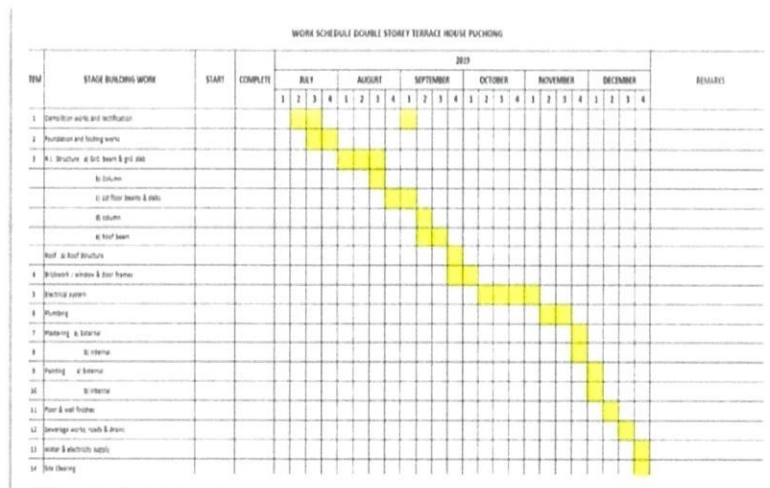 WORK SCHEDULE DOUBLE STOREY TERRACE HOUSE PUCHONG
2019
ITEM STAGE BUILDING WORK START COMPLETE JULY AUGUST SEPTEMBER OCTOBER NOVEMBER DECEMBER REMARKS
1 2 3 4 1 2 3 4 1 2 3 4 1 2 3 4 1 2 3 4 1 2 3 4
1 Demolition works and rectification
2 Foundation and footing works
3 Structure a) Grd. beam & grd slab
b) Column
c) 1st floor beams & slabs
d) column
e) Roof beam
Roof a) Roof Structure
4 Brickwork / window & door frames
5 Electrical system
6 Plumbing
7 Plastering a) External
8 b) internal
9 Painting a) External
10 b) internal
11 Floor & wall finishes
12 Sewerage works, roads & drains
13 Water & electricity supply
14 Site Clearing